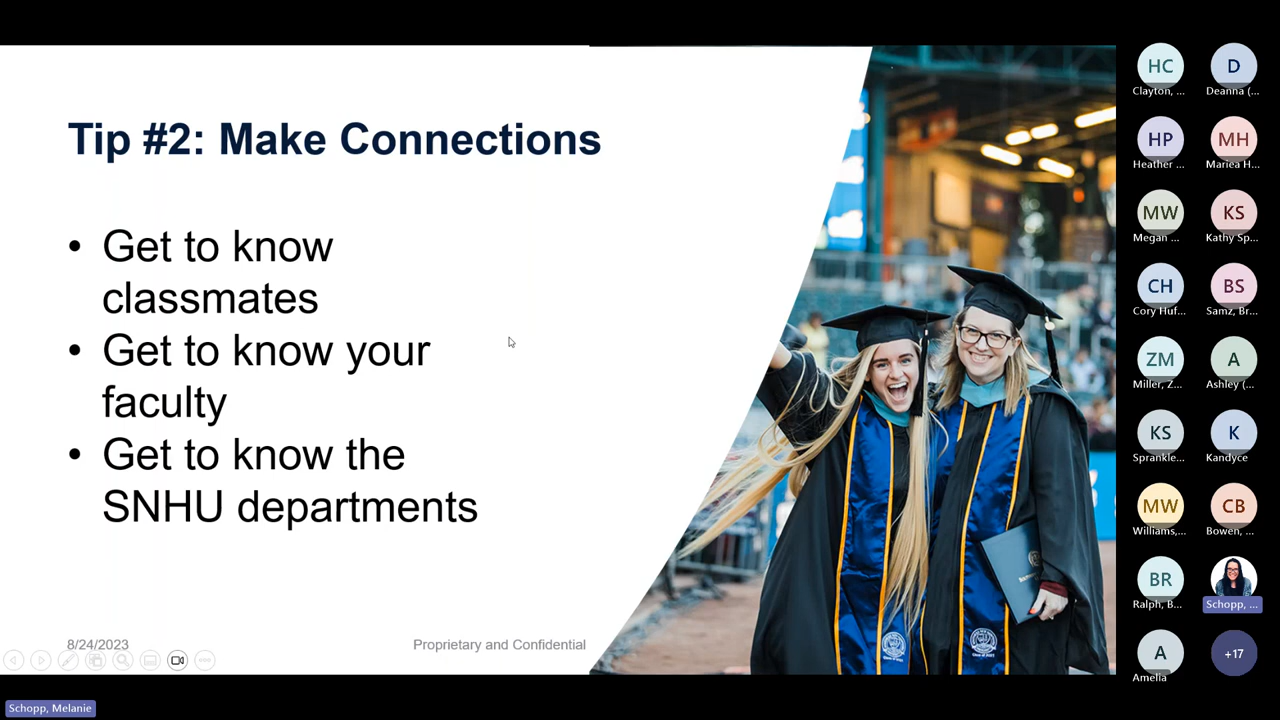 Tip #2: Make Connections
• Get to know
classmates
• Get to know your
faculty
• Get to know the
SNHU departments
8/24/2023
Proprietary and Confidential
Schopp, Melanie
HC
D
Clayton, ...
Deanna (...
HP
MH
Heather ...
Mariea H...
MW
KS
Megan ...
Kathy Sp...
CH
BS
Cory Huf...
Samz, Br...
ZM
A
Miller, Z...
Ashley (...
KS
K
Sprankle...
Kandyce
MW
CB
Williams,...
Bowen, ...
BR
Ralph, B...
Schopp, ...
A
+17
Amelia